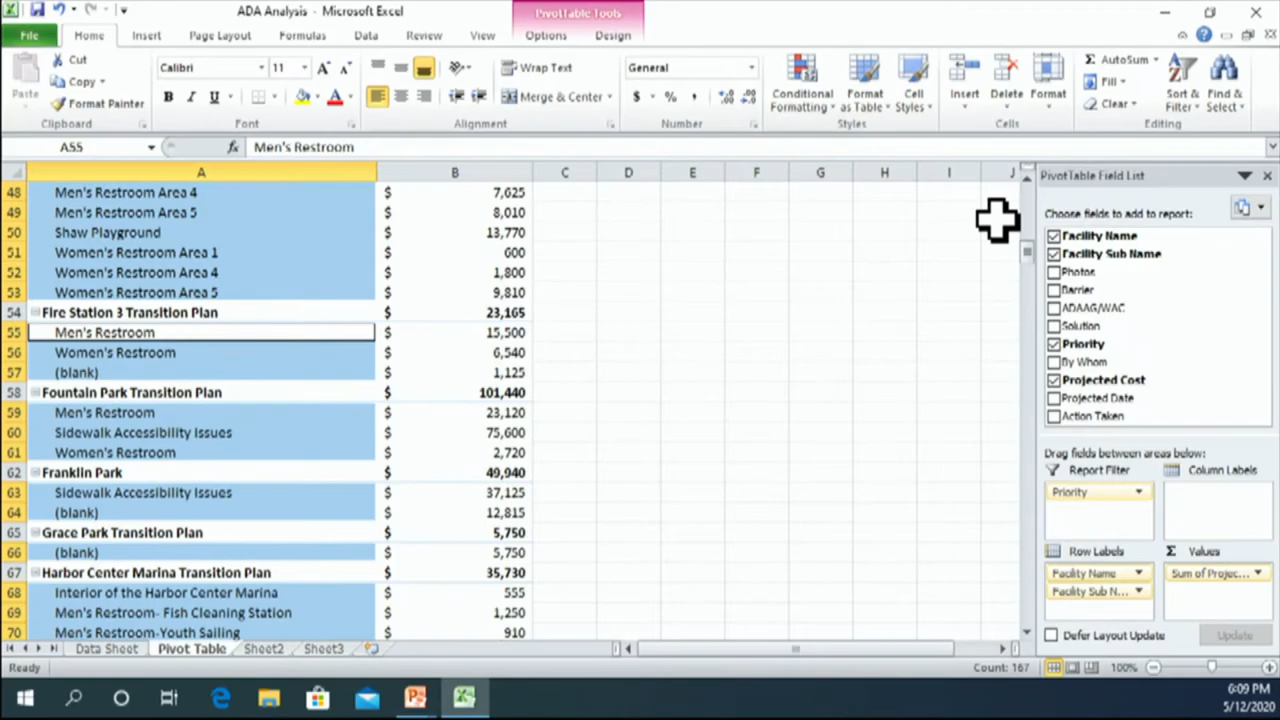 ADA Analysis - Microsoft Excel
PivotTable Tools
File Home Insert Page Layout Formulas Data Review View Options Design
Paste
Cut
Copy
Format Painter
Clipboard
Calibri 11
B I U
Font
Wrap Text
Merge & Center
Alignment
General
$ % ,
Number
Conditional Formatting
Format as Table
Cell Styles
Styles
Insert
Delete
Format
Cells
AutoSum
Fill
Clear
Sort & Filter
Find & Select
Editing
A55 fx Men's Restroom
A B C D E F G H I J
48 Men's Restroom Area 4 $ 7,625
49 Men's Restroom Area 5 $ 8,010
50 Shaw Playground $ 13,770
51 Women's Restroom Area 1 $ 600
52 Women's Restroom Area 4 $ 1,800
53 Women's Restroom Area 5 $ 9,810
54 Fire Station 3 Transition Plan $ 23,165
55 Men's Restroom $ 15,500
56 Women's Restroom $ 6,540
57 (blank) $ 1,125
58 Fountain Park Transition Plan $ 101,440
59 Men's Restroom $ 23,120
60 Sidewalk Accessibility Issues $ 75,600
61 Women's Restroom $ 2,720
62 Franklin Park $ 49,940
63 Sidewalk Accessibility Issues $ 37,125
64 (blank) $ 12,815
65 Grace Park Transition Plan $ 5,750
66 (blank) $ 5,750
67 Harbor Center Marina Transition Plan $ 35,730
68 Interior of the Harbor Center Marina $ 555
69 Men's Restroom- Fish Cleaning Station $ 1,250
70 Men's Restroom-Youth Sailing $ 910
PivotTable Field List
Choose fields to add to report:
Facility Name
Facility Sub Name
Photos
Barrier
ADAAG/WAC
Solution
Priority
By Whom
Projected Cost
Projected Date
Action Taken
Drag fields between areas below:
Report Filter Column Labels
Priority
Row Labels Σ Values
Facility Name Sum of Projec...
Facility Sub N...
Defer Layout Update Update
Data Sheet Pivot Table Sheet2 Sheet3
Ready Count: 167 100%
6:09 PM
5/12/2020